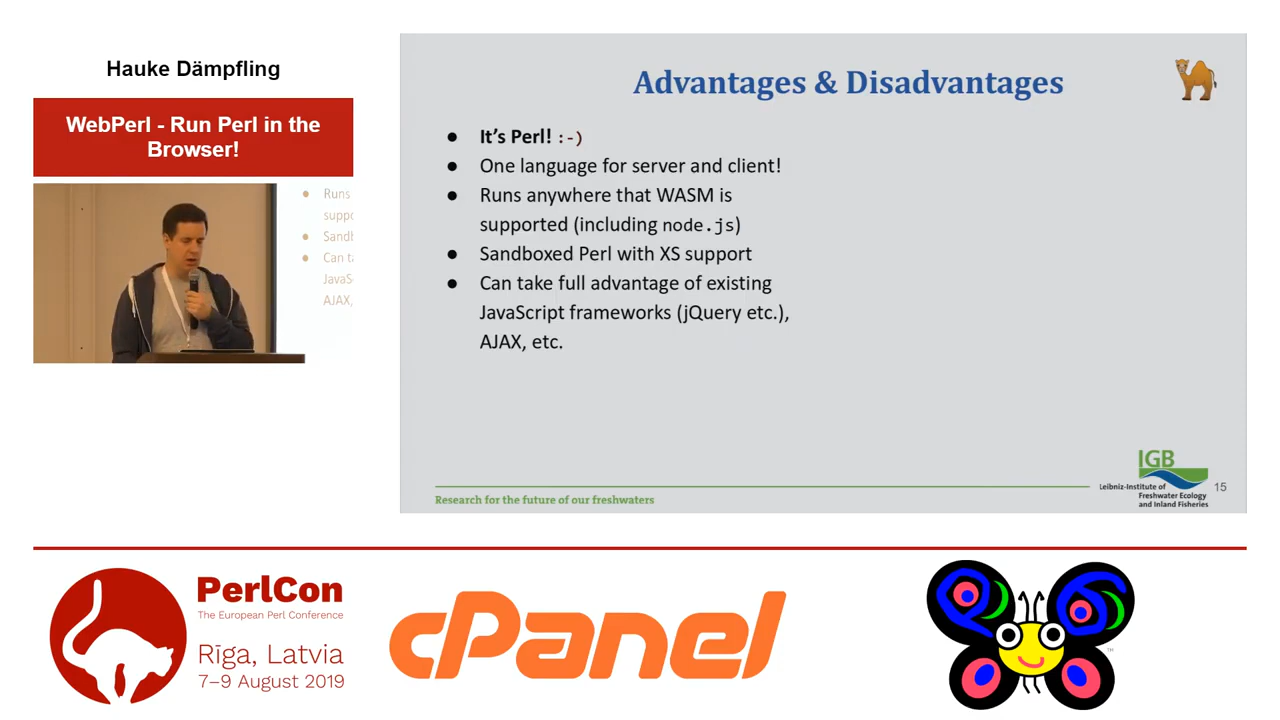 Hauke Dämpfling
WebPerl - Run Perl in the
Browser!
Runs
suppo
Sandb
Can ta
JavaS
AJAX,
Advantages & Disadvantages
● It’s Perl! :-)
● One language for server and client!
● Runs anywhere that WASM is
supported (including node.js)
● Sandboxed Perl with XS support
● Can take full advantage of existing
JavaScript frameworks (jQuery etc.),
AJAX, etc.
Research for the future of our freshwaters
IGB
Leibniz-Institute of
Freshwater Ecology
and Inland Fisheries
15
PerlCon
The European Perl Conference
Rīga, Latvia
7–9 August 2019
cPanel
TM